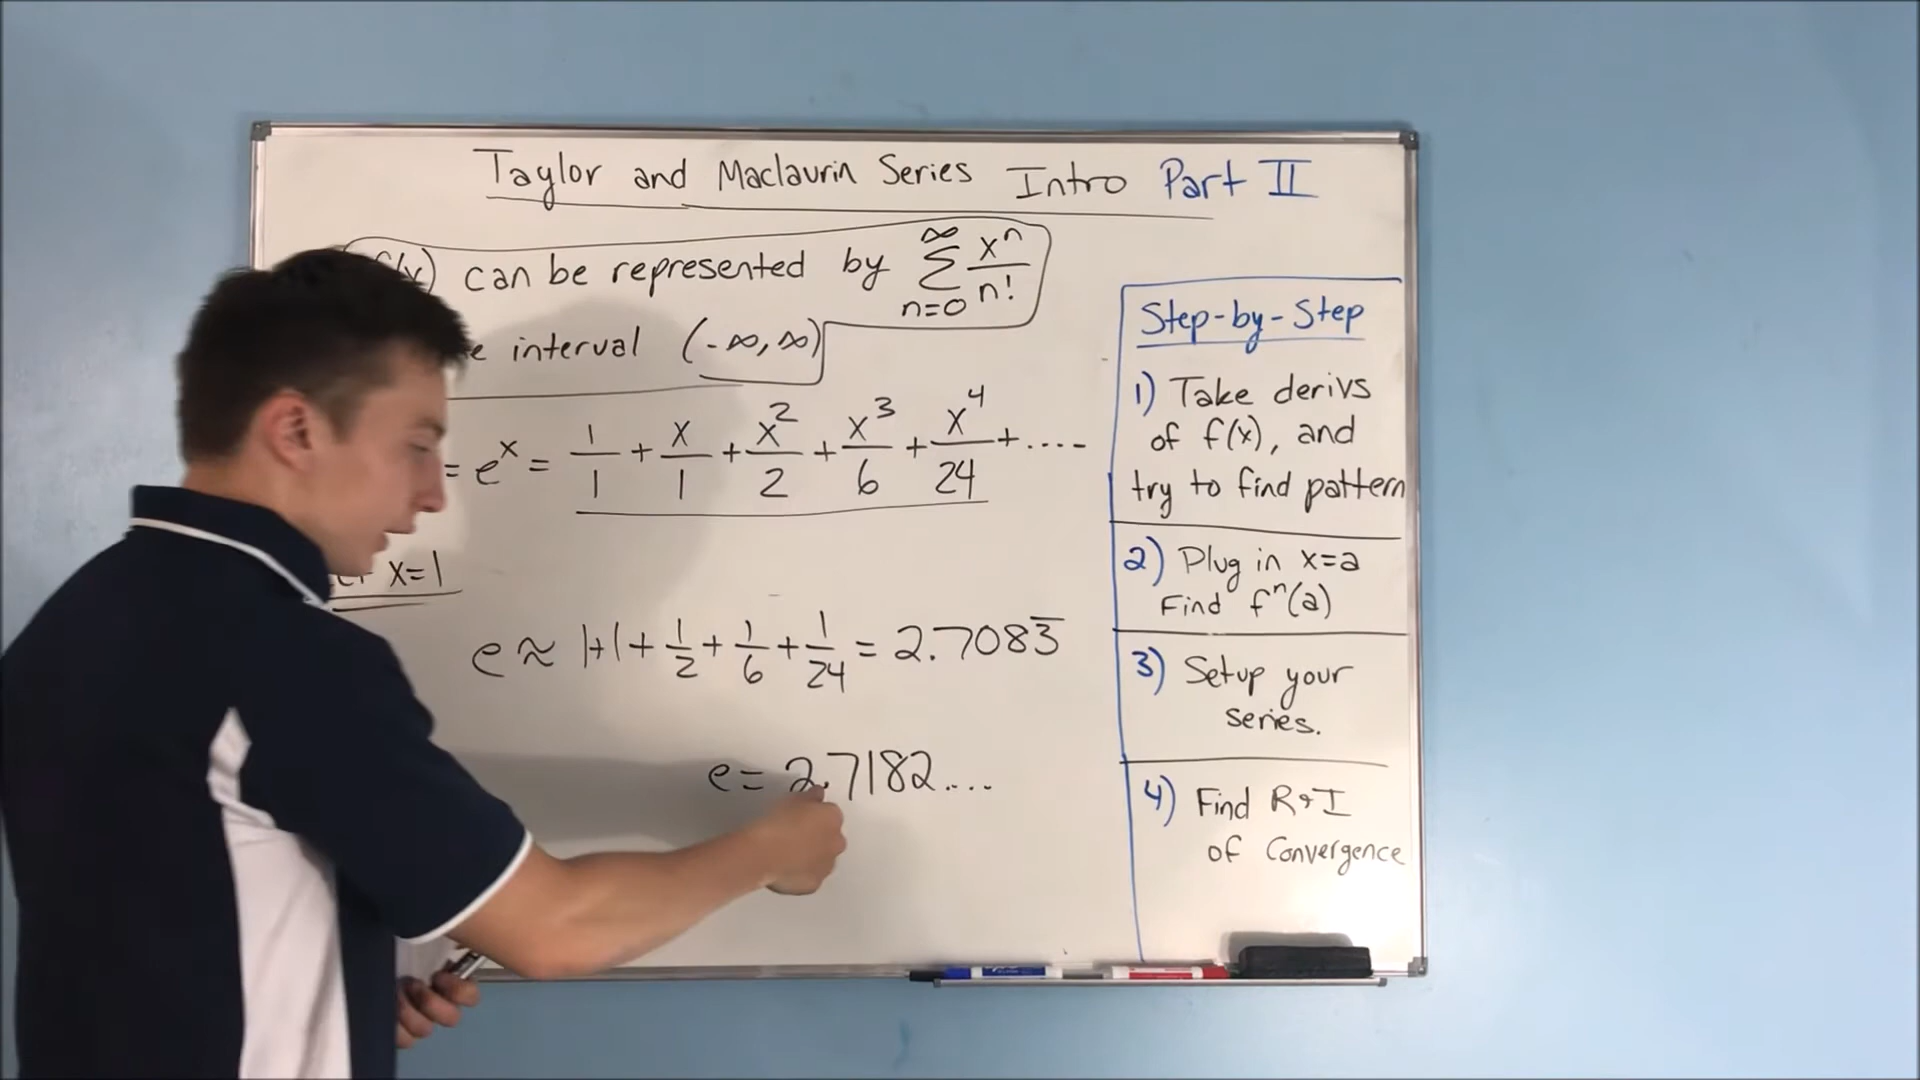 Taylor and Maclaurin Series Intro Part II
can be represented by ∞ Σ n=0 xⁿ/n!
interval (-∞, ∞)
= eˣ = 1/1 + x/1 + x²/2 + x³/6 + x⁴/24 + ....
x=1
e ≈ 1+1+ 1/2 + 1/6 + 1/24 = 2.7083̅
e = 2.7182....
Step-by-Step
1) Take derivs
of f(x), and
try to find pattern
2) Plug in x=a
Find fⁿ(a)
3) Setup your
series.
4) Find R&I
of Convergence